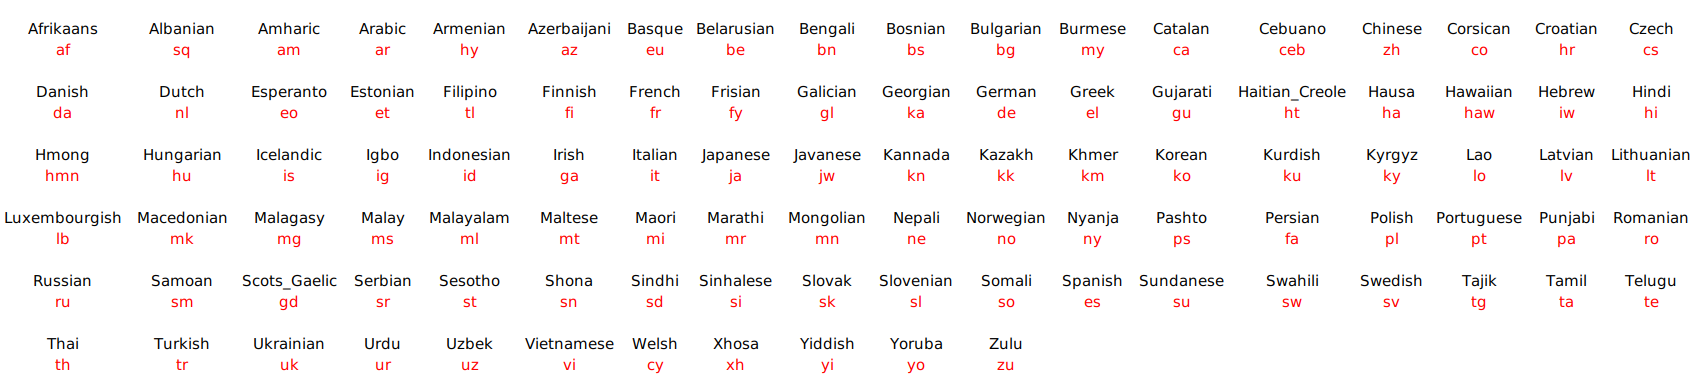 Afrikaans Albanian Amharic Arabic Armenian Azerbaijani Basque Belarusian Bengali Bosnian Bulgarian Burmese Catalan Cebuano Chinese Corsican Croatian Czech
af sq am ar hy az eu be bn bs bg my ca ceb zh co hr cs
Danish Dutch Esperanto Estonian Filipino Finnish French Frisian Galician Georgian German Greek Gujarati Haitian_Creole Hausa Hawaiian Hebrew Hindi
da nl eo et tl fi fr fy gl ka de el gu ht ha haw iw hi
Hmong Hungarian Icelandic Igbo Indonesian Irish Italian Japanese Javanese Kannada Kazakh Khmer Korean Kurdish Kyrgyz Lao Latvian Lithuanian
hmn hu is ig id ga it ja jw kn kk km ko ku ky lo lv lt
Luxembourgish Macedonian Malagasy Malay Malayalam Maltese Maori Marathi Mongolian Nepali Norwegian Nyanja Pashto Persian Polish Portuguese Punjabi Romanian
lb mk mg ms ml mt mi mr mn ne no ny ps fa pl pt pa ro
Russian Samoan Scots_Gaelic Serbian Sesotho Shona Sindhi Sinhalese Slovak Slovenian Somali Spanish Sundanese Swahili Swedish Tajik Tamil Telugu
ru sm gd sr st sn sd si sk sl so es su sw sv tg ta te
Thai Turkish Ukrainian Urdu Uzbek Vietnamese Welsh Xhosa Yiddish Yoruba Zulu
th tr uk ur uz vi cy xh yi yo zu